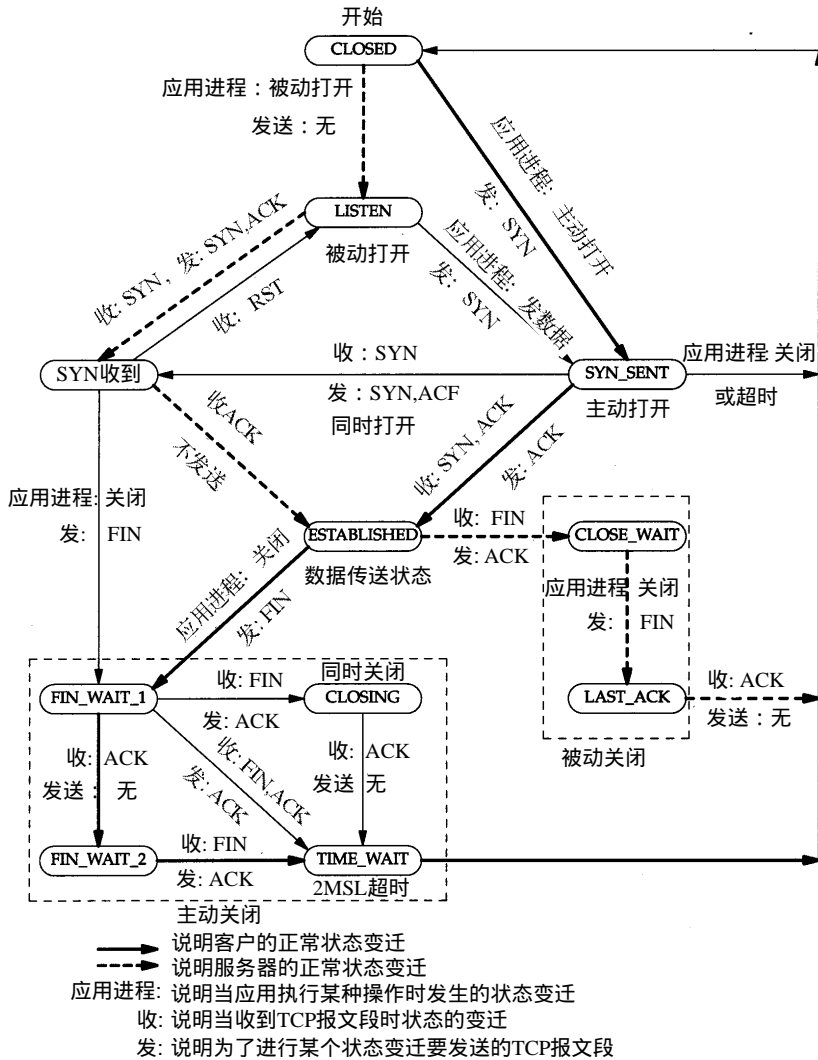 开始
CLOSED
应用进程：被动打开
发送：无
应用进程: 主动打开
发: SYN
LISTEN
被动打开
收: SYN, 发: SYN,ACK
收: RST
应用进程: 发数据
发: SYN
SYN收到
收：SYN
发：SYN,ACF
同时打开
SYN_SENT
主动打开
应用进程: 关闭
或超时
收ACK
不发送
收: SYN, ACK
发: ACK
应用进程: 关闭
发: FIN
ESTABLISHED
数据传送状态
收: FIN
发: ACK
CLOSE_WAIT
应用进程: 关闭
发: FIN
应用进程: 关闭
发: FIN
LAST_ACK
收: ACK
发送：无
被动关闭
FIN_WAIT_1
收: FIN
发: ACK
同时关闭
CLOSING
收: ACK
发送：无
收: FIN,ACK
发: ACK
收: ACK
发送：无
FIN_WAIT_2
收: FIN
发: ACK
TIME_WAIT
2MSL超时
主动关闭
说明客户的正常状态变迁
说明服务器的正常状态变迁
应用进程: 说明当应用执行某种操作时发生的状态变迁
收: 说明当收到TCP报文段时状态的变迁
发: 说明为了进行某个状态变迁要发送的TCP报文段